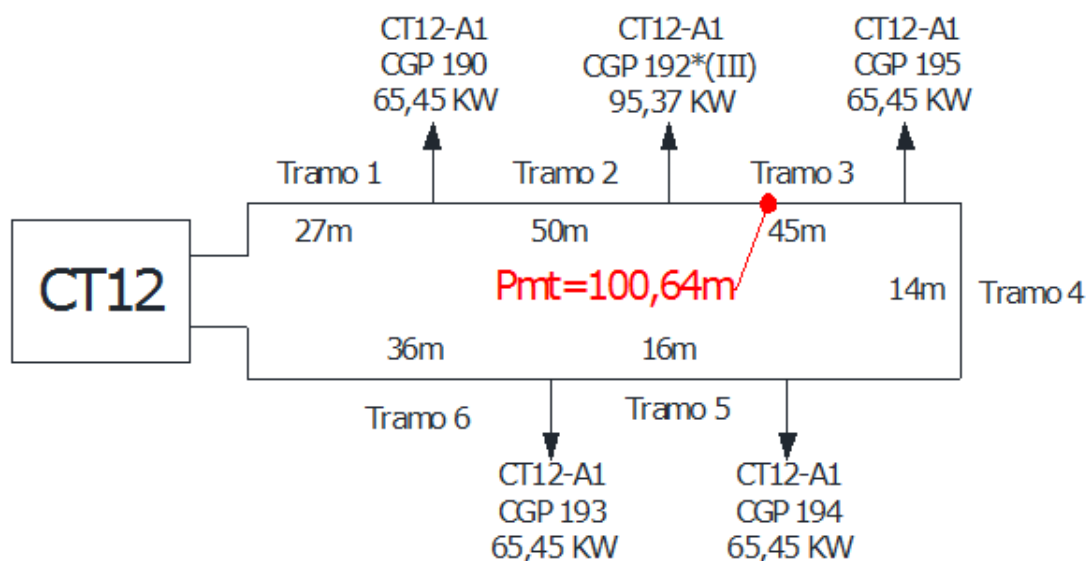 CT12-A1
CGP 190
65,45 KW
CT12-A1
CGP 192*(III)
95,37 KW
CT12-A1
CGP 195
65,45 KW
Tramo 1
Tramo 2
Tramo 3
27m
50m
45m
CT12
Pmt=100,64m
14m
Tramo 4
36m
16m
Tramo 6
Tramo 5
CT12-A1
CGP 193
65,45 KW
CT12-A1
CGP 194
65,45 KW